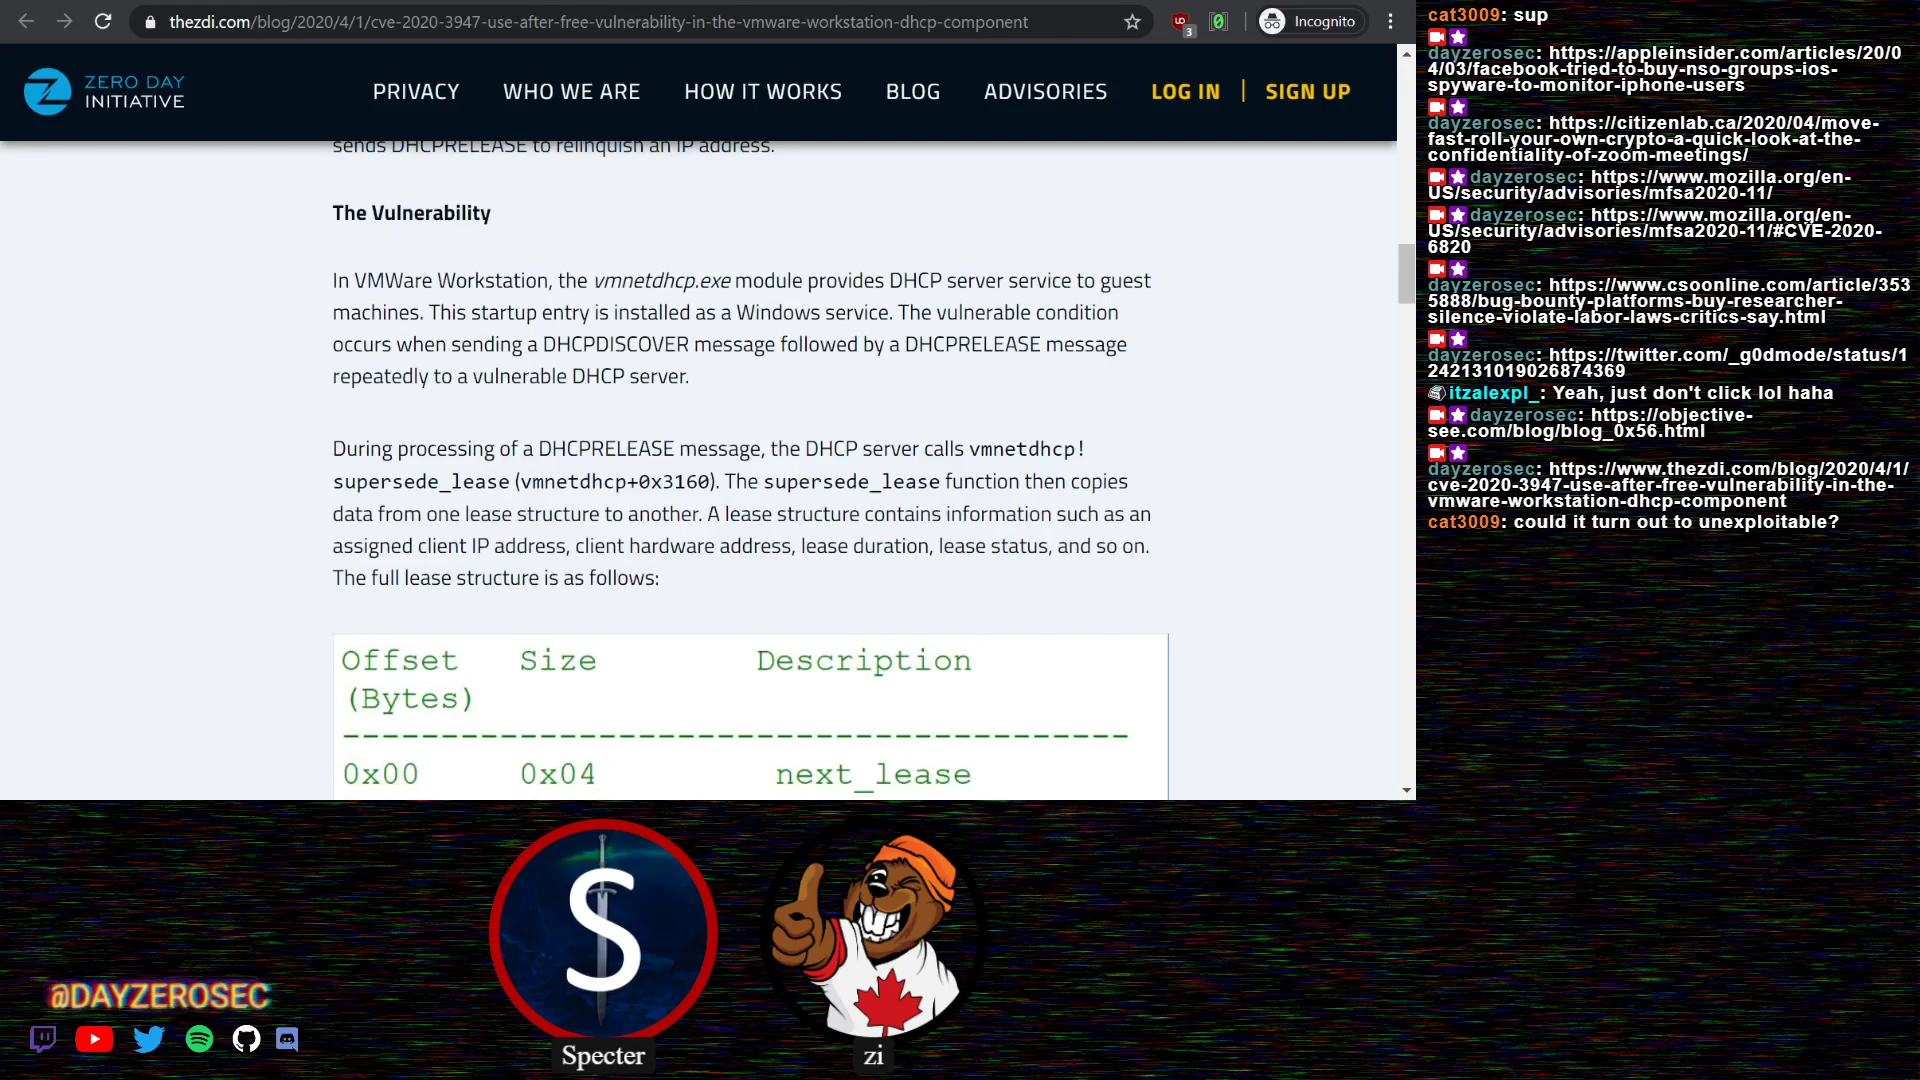 thezdi.com/blog/2020/4/1/cve-2020-3947-use-after-free-vulnerability-in-the-vmware-workstation-dhcp-component
3
Incognito
ZERO DAY
INITIATIVE
PRIVACY WHO WE ARE HOW IT WORKS BLOG ADVISORIES LOG IN | SIGN UP
sends DHCPRELEASE to relinquish an IP address.
The Vulnerability
In VMWare Workstation, the vmnetdhcp.exe module provides DHCP server service to guest
machines. This startup entry is installed as a Windows service. The vulnerable condition
occurs when sending a DHCPDISCOVER message followed by a DHCPRELEASE message
repeatedly to a vulnerable DHCP server.
During processing of a DHCPRELEASE message, the DHCP server calls vmnetdhcp!
supersede_lease (vmnetdhcp+0x3160). The supersede_lease function then copies
data from one lease structure to another. A lease structure contains information such as an
assigned client IP address, client hardware address, lease duration, lease status, and so on.
The full lease structure is as follows:
Offset Size Description
(Bytes)
----------------------------------------
0x00 0x04 next_lease
cat3009: sup
dayzerosec: https://appleinsider.com/articles/20/0
4/03/facebook-tried-to-buy-nso-groups-ios-
spyware-to-monitor-iphone-users
dayzerosec: https://citizenlab.ca/2020/04/move-
fast-roll-your-own-crypto-a-quick-look-at-the-
confidentiality-of-zoom-meetings/
dayzerosec: https://www.mozilla.org/en-
US/security/advisories/mfsa2020-11/
dayzerosec: https://www.mozilla.org/en-
US/security/advisories/mfsa2020-11/#CVE-2020-
6820
dayzerosec: https://www.csoonline.com/article/353
5888/bug-bounty-platforms-buy-researcher-
silence-violate-labor-laws-critics-say.html
dayzerosec: https://twitter.com/_g0dmode/status/1
242131019026874369
itzalexpl_: Yeah, just don't click lol haha
dayzerosec: https://objective-
see.com/blog/blog_0x56.html
dayzerosec: https://www.thezdi.com/blog/2020/4/1/
cve-2020-3947-use-after-free-vulnerability-in-the-
vmware-workstation-dhcp-component
cat3009: could it turn out to unexploitable?
@DAYZEROSEC
S
Specter
zi